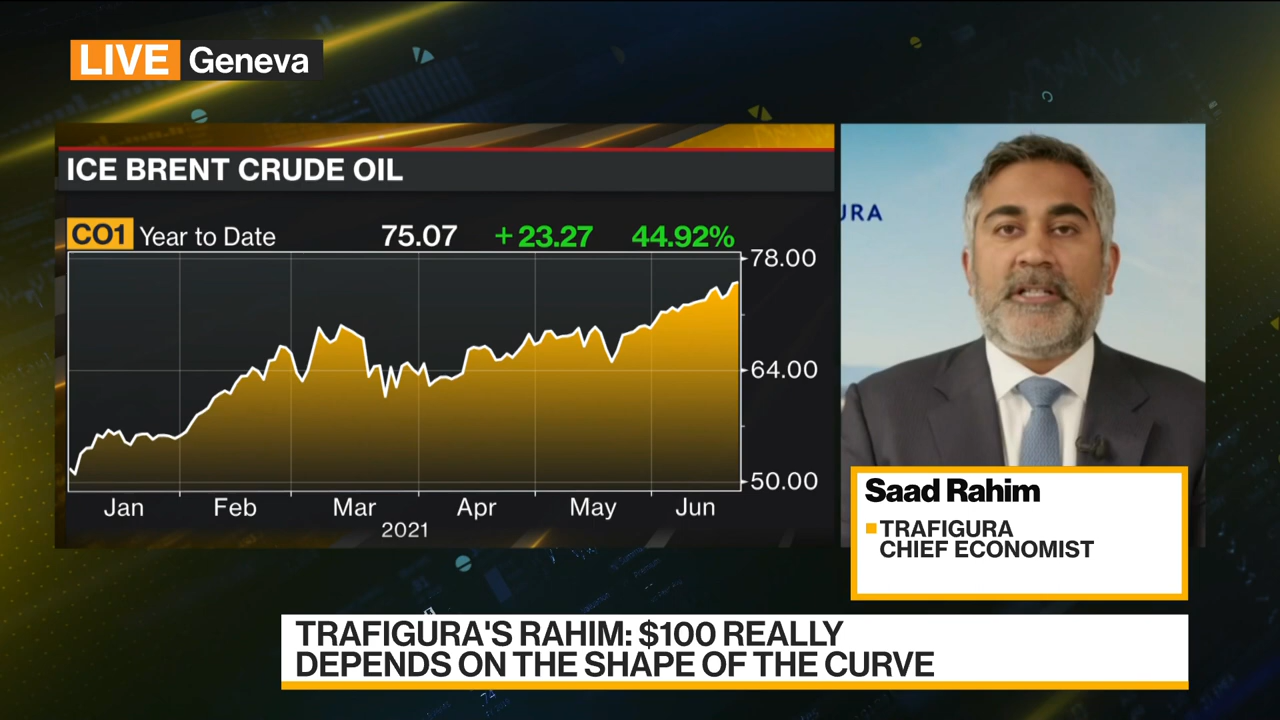 LIVE Geneva
ICE BRENT CRUDE OIL
CO1 Year to Date 75.07 +23.27 44.92%
78.00
64.00
50.00
Jan Feb Mar Apr May Jun
2021
URA
Saad Rahim
TRAFIGURA
CHIEF ECONOMIST
TRAFIGURA'S RAHIM: $100 REALLY
DEPENDS ON THE SHAPE OF THE CURVE
74